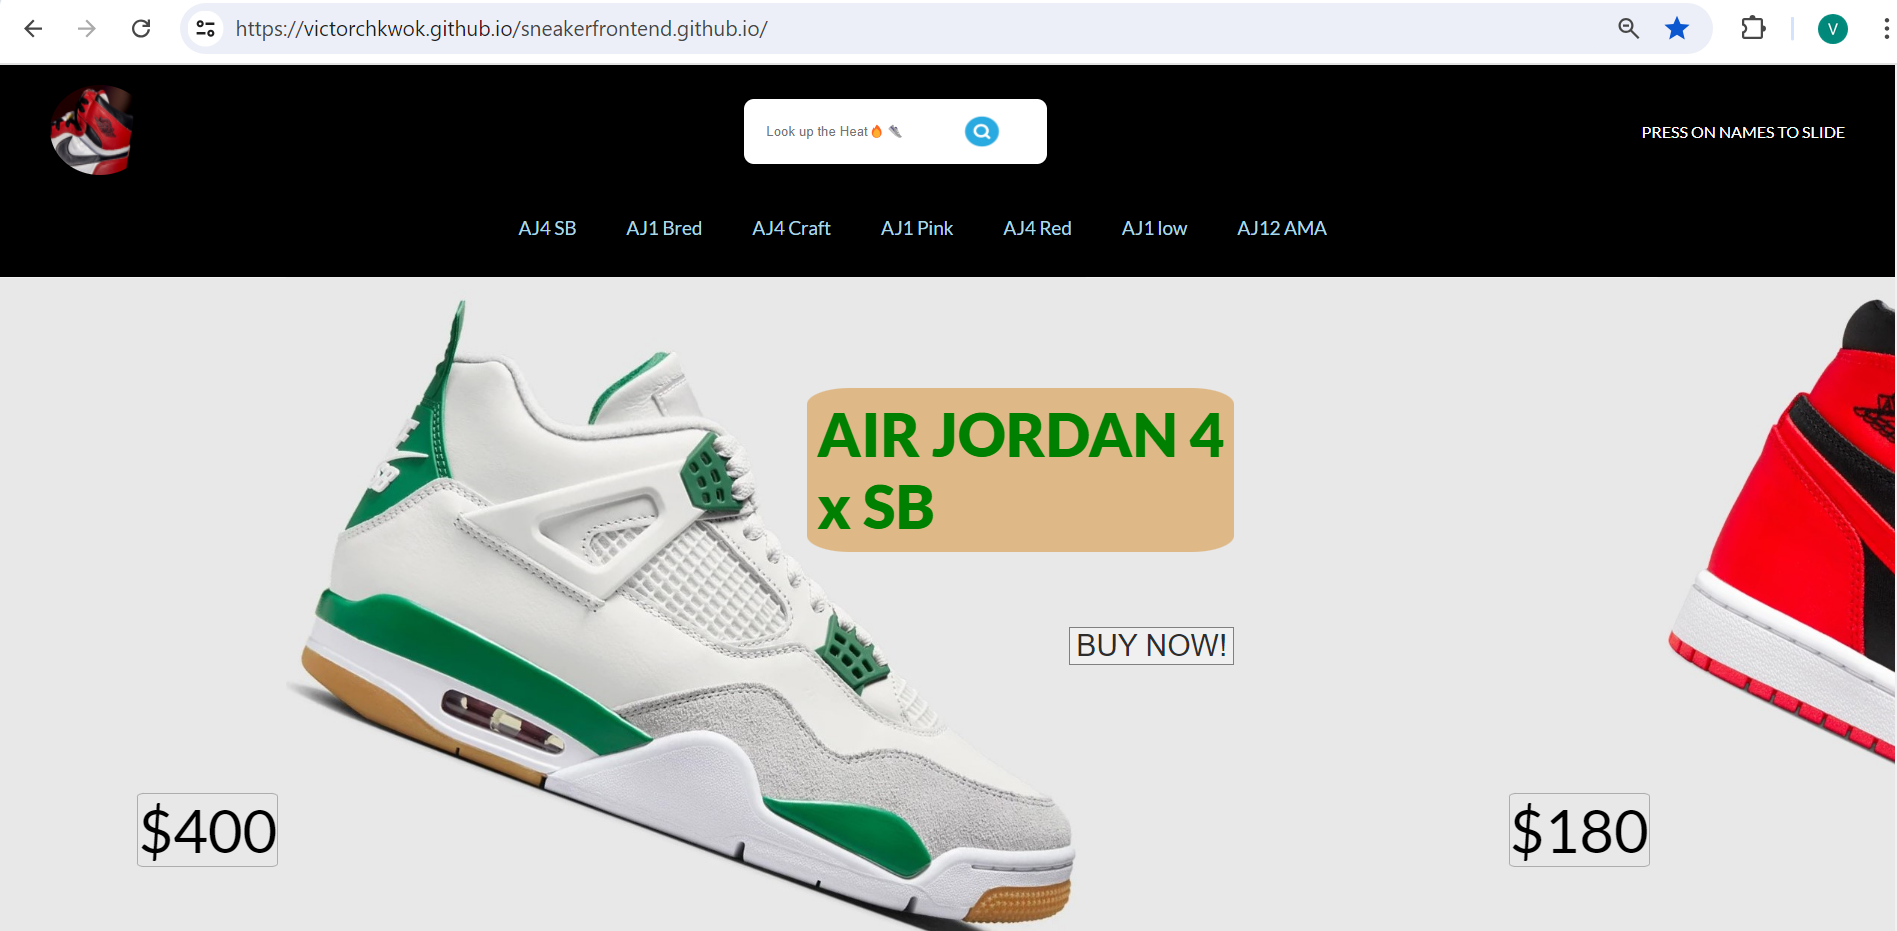 https://victorchkwok.github.io/sneakerfrontend.github.io/
V
Look up the Heat🔥 👟
PRESS ON NAMES TO SLIDE
AJ4 SB
AJ1 Bred
AJ4 Craft
AJ1 Pink
AJ4 Red
AJ1 low
AJ12 AMA
AIR JORDAN 4
x SB
BUY NOW!
$400
$180